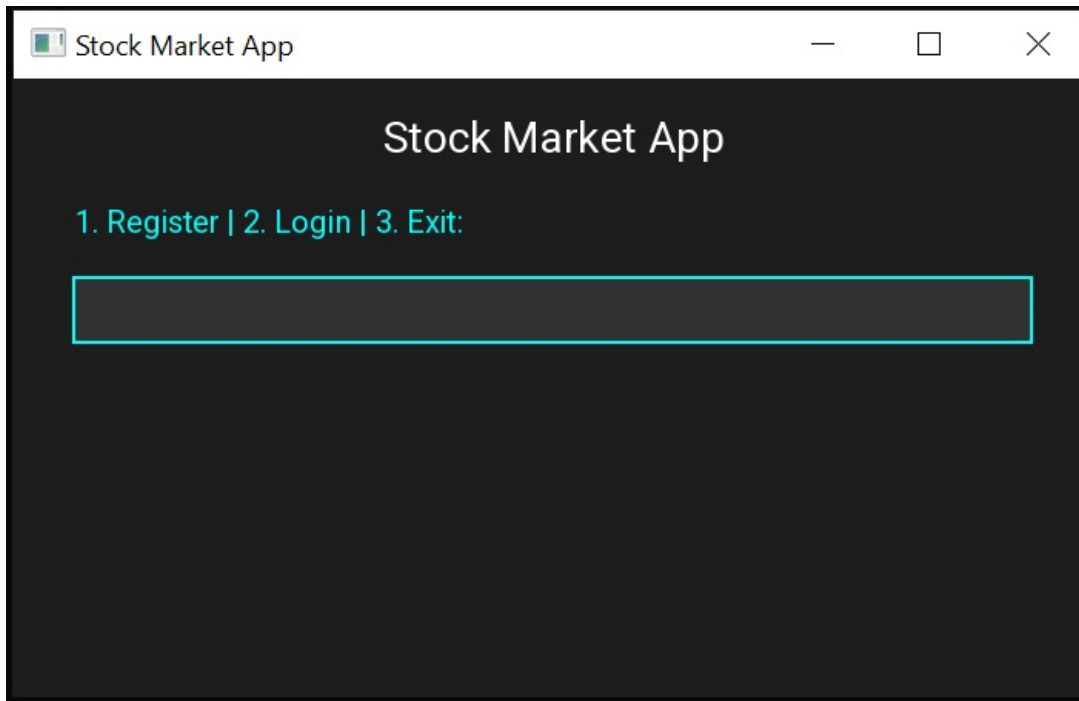 Stock Market App
Stock Market App
1. Register | 2. Login | 3. Exit: